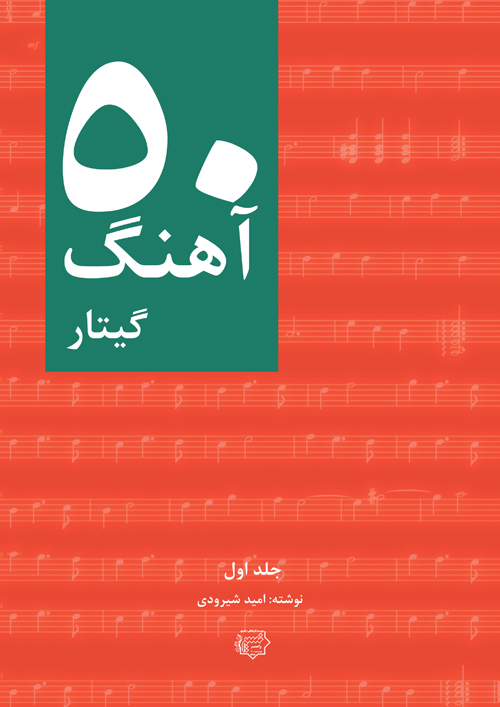 ۵۰
آهنگ
گیتار
جلد اول
نوشته: امید شیرودی